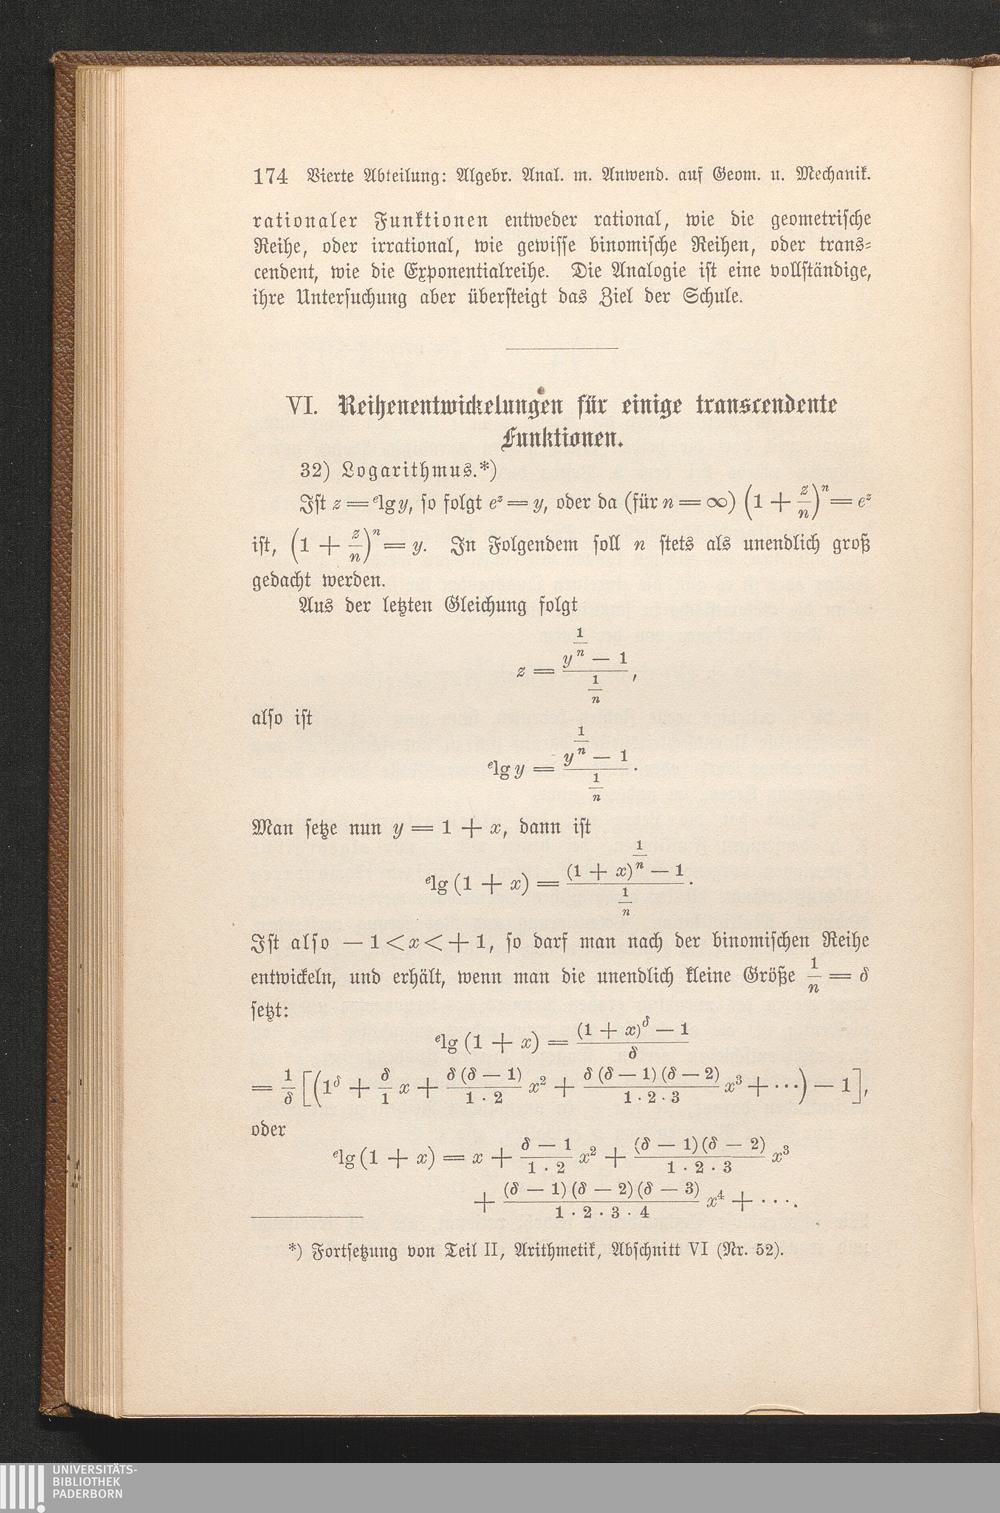 174 Vierte Abteilung: Algebr. Anal. m. Anwend. auf Geom. u. Mechanik.
rationaler Funktionen entweder rational, wie die geometrische
Reihe, oder irrational, wie gewisse binomische Reihen, oder trans-
cendent, wie die Exponentialreihe. Die Analogie ist eine vollständige,
ihre Untersuchung aber übersteigt das Ziel der Schule.
VI. Reihenentwickelungen für einige transcendente
Funktionen.
32) Logarithmus.*)
Ist z = ᵉlg y, so folgt eᶻ = y, oder da (für n = ∞) (1 + z/n)ⁿ = eᶻ
ist, (1 + z/n)ⁿ = y. In Folgendem soll n stets als unendlich groß
gedacht werden.
Aus der letzten Gleichung folgt
z = (y^(1/n) − 1)/(1/n),
also ist
ᵉlg y = (y^(1/n) − 1)/(1/n).
Man setze nun y = 1 + x, dann ist
ᵉlg (1 + x) = ((1 + x)^(1/n) − 1)/(1/n).
Ist also − 1 < x < + 1, so darf man nach der binomischen Reihe
entwickeln, und erhält, wenn man die unendlich kleine Größe 1/n = δ
setzt:
ᵉlg (1 + x) = ((1 + x)^δ − 1)/δ
= 1/δ [(1^δ + δ/1 x + δ (δ − 1)/(1 · 2) x² + δ (δ − 1) (δ − 2)/(1 · 2 · 3) x³ + ···) − 1],
oder
ᵉlg (1 + x) = x + (δ − 1)/(1 · 2) x² + (δ − 1) (δ − 2)/(1 · 2 · 3) x³
+ (δ − 1) (δ − 2) (δ − 3)/(1 · 2 · 3 · 4) x⁴ + ····
*) Fortsetzung von Teil II, Arithmetik, Abschnitt VI (Nr. 52).
UNIVERSITÄTS-
BIBLIOTHEK
PADERBORN